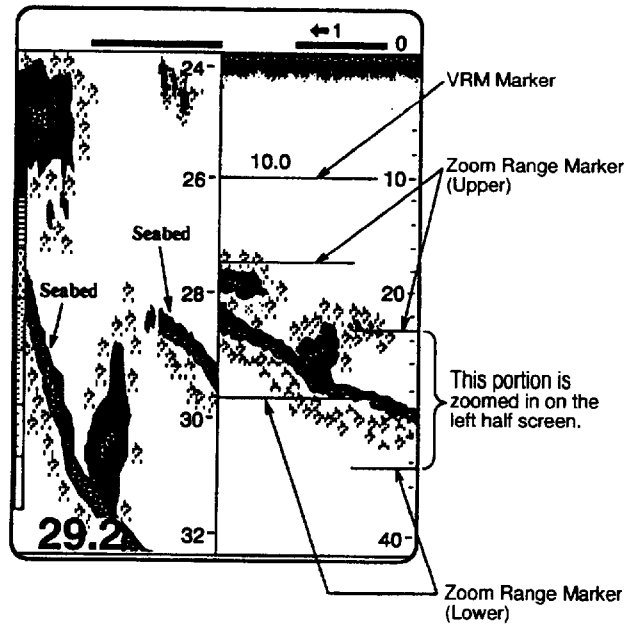 ←1
0
24
VRM Marker
10.0
Zoom Range Marker
(Upper)
26
10
Seabed
Seabed
28
20
This portion is
zoomed in on the
left half screen.
30
29.2
32
40
Zoom Range Marker
(Lower)